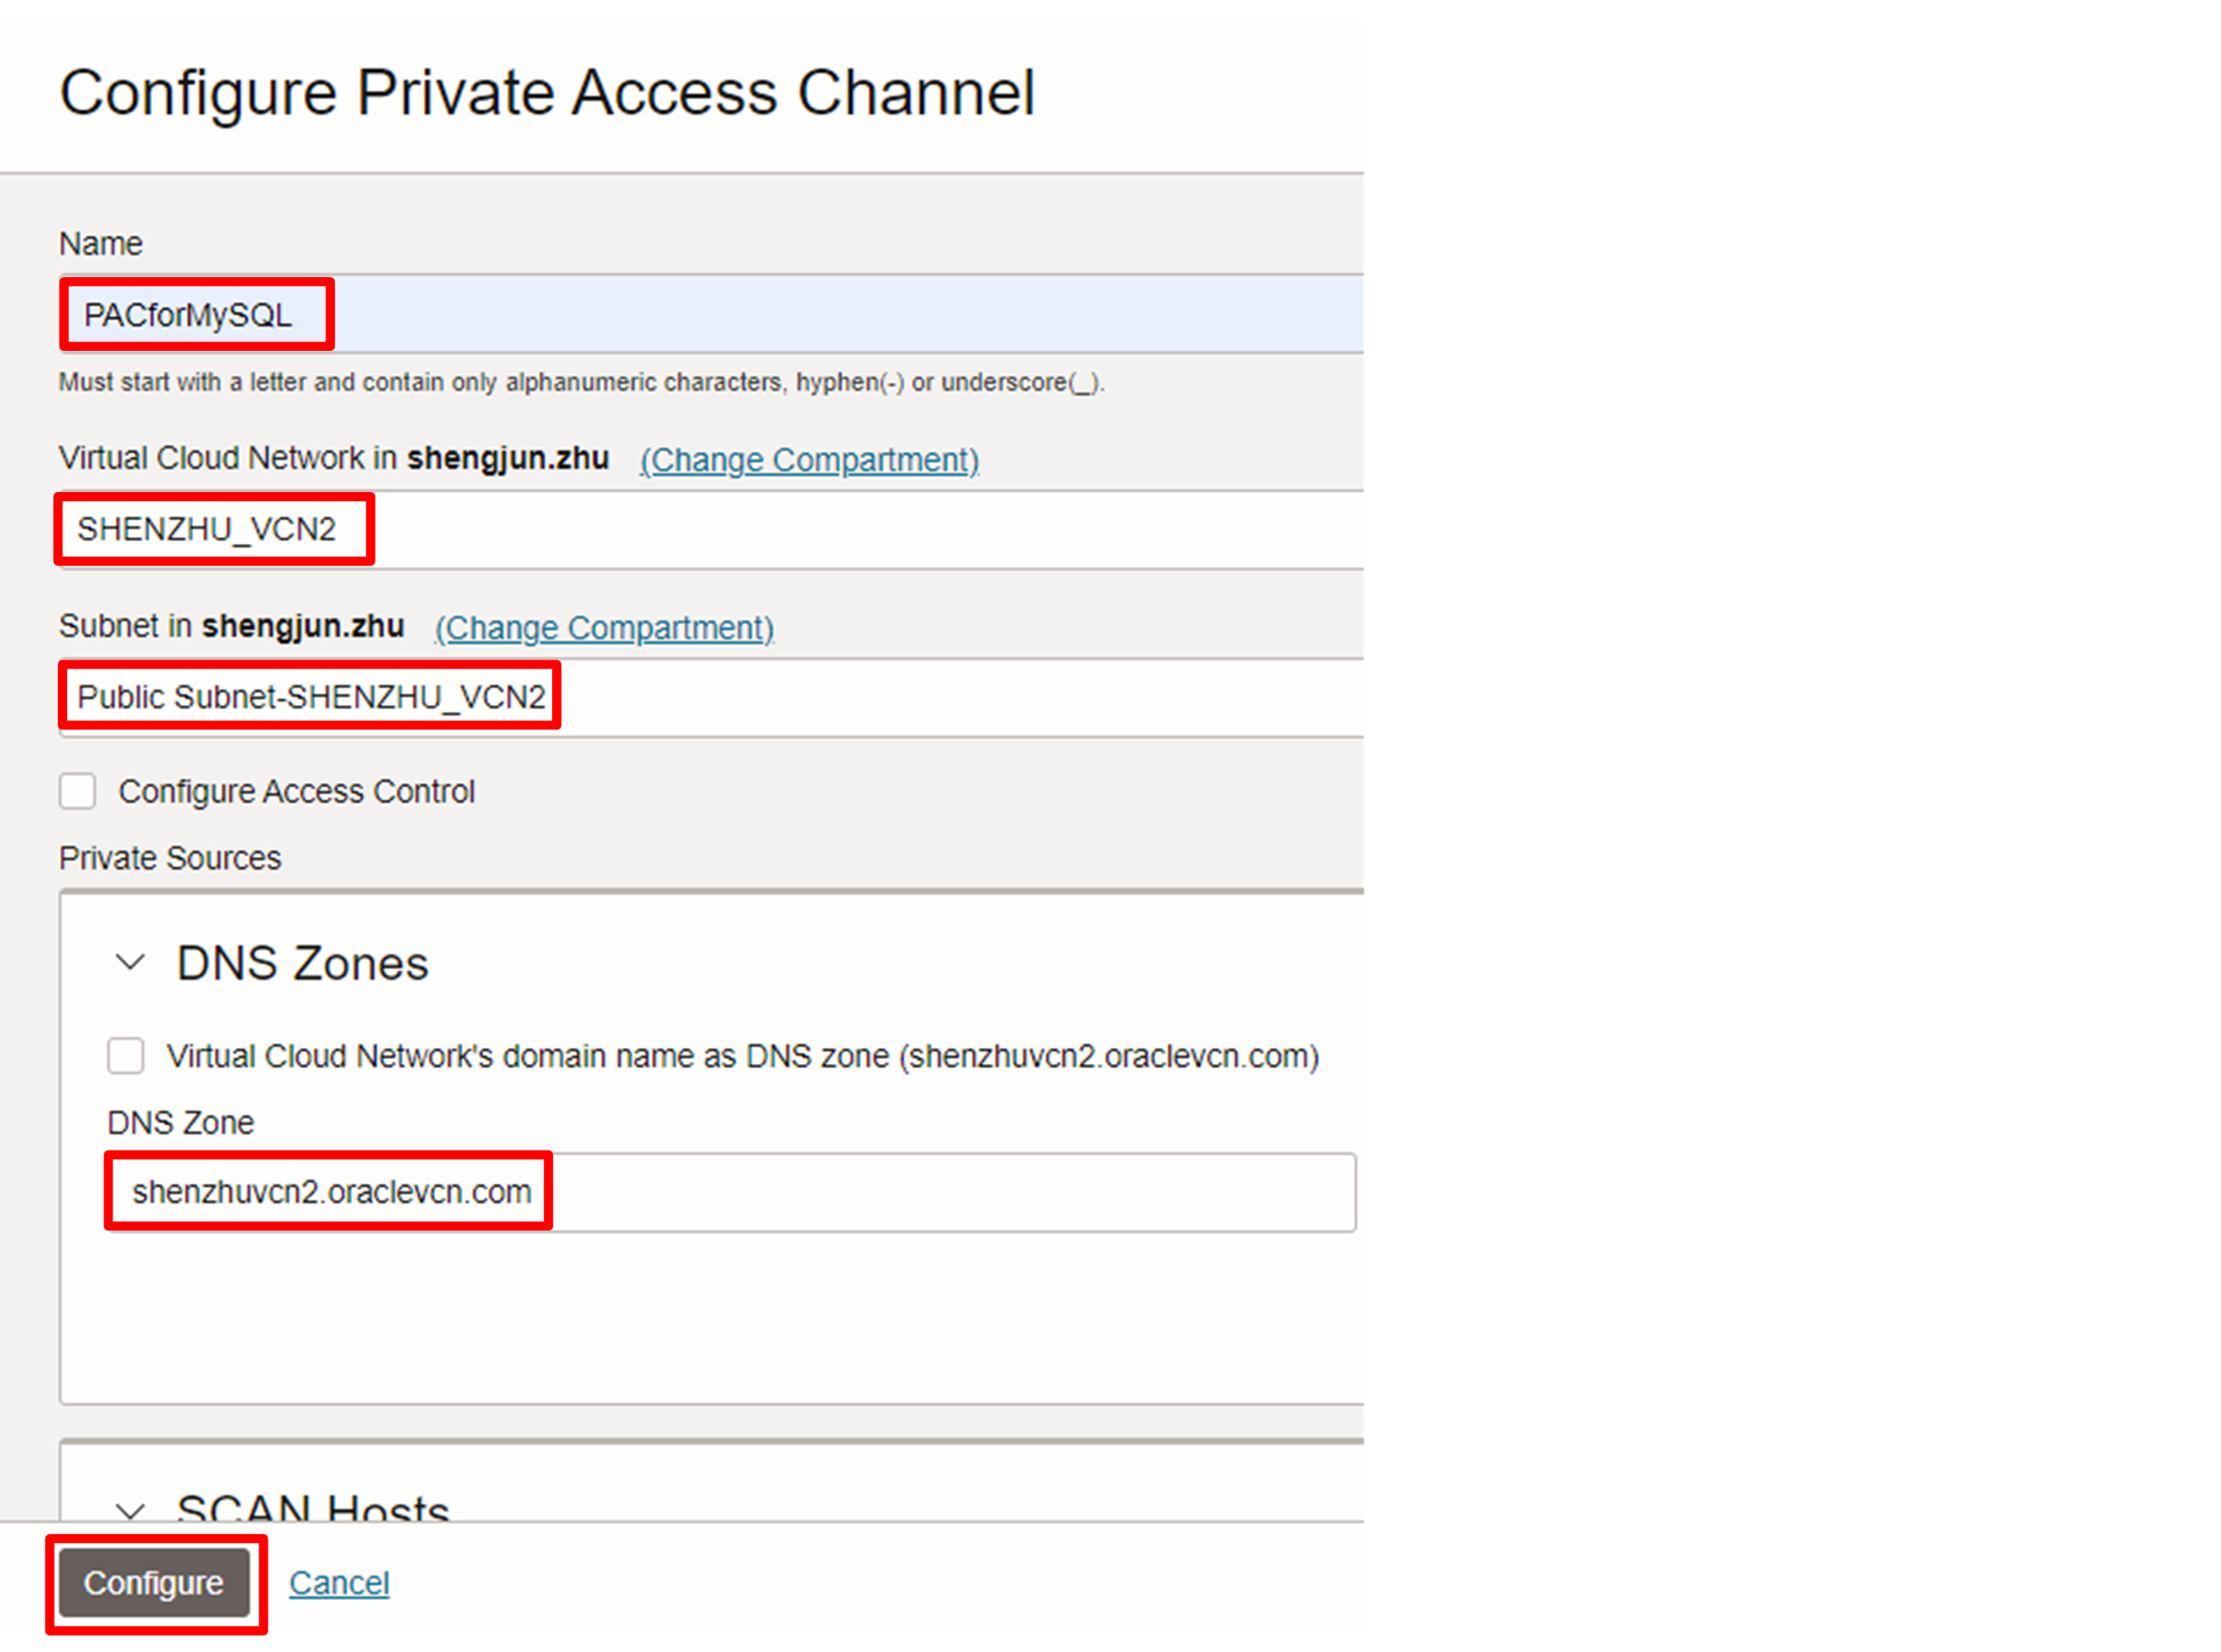 Configure Private Access Channel
Name
PACforMySQL
Must start with a letter and contain only alphanumeric characters, hyphen(-) or underscore(_).
Virtual Cloud Network in shengjun.zhu (Change Compartment)
SHENZHU_VCN2
Subnet in shengjun.zhu (Change Compartment)
Public Subnet-SHENZHU_VCN2
Configure Access Control
Private Sources
DNS Zones
Virtual Cloud Network's domain name as DNS zone (shenzhuvcn2.oraclevcn.com)
DNS Zone
shenzhuvcn2.oraclevcn.com
SCAN Hosts
Configure Cancel